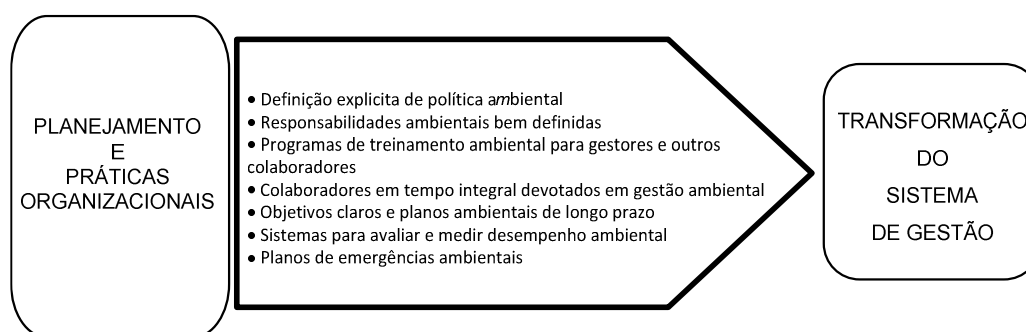 PLANEJAMENTO
E
PRÁTICAS
ORGANIZACIONAIS
• Definição explicita de política ambiental
• Responsabilidades ambientais bem definidas
• Programas de treinamento ambiental para gestores e outros
colaboradores
• Colaboradores em tempo integral devotados em gestão ambiental
• Objetivos claros e planos ambientais de longo prazo
• Sistemas para avaliar e medir desempenho ambiental
• Planos de emergências ambientais
TRANSFORMAÇÃO
DO
SISTEMA
DE GESTÃO